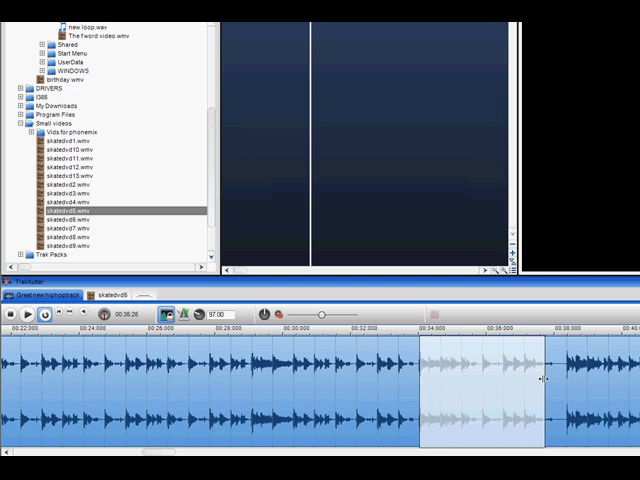 new loop.wav
The f word video.wmv
Shared
Start Menu
UserData
WINDOWS
birthday.wmv
DRIVERS
I386
My Downloads
Program Files
Small videos
Vids for phonemix
skatedvd1.wmv
skatedvd10.wmv
skatedvd11.wmv
skatedvd12.wmv
skatedvd13.wmv
skatedvd2.wmv
skatedvd3.wmv
skatedvd4.wmv
skatedvd5.wmv
skatedvd6.wmv
skatedvd7.wmv
skatedvd8.wmv
skatedvd9.wmv
Trak Packs
TrakKutter
Great new hiphoptrack skatedvd5 ..------..
00:36:26 97.00
00:22:000 00:24:000 00:26:000 00:28:000 00:30:000 00:32:000 00:34:000 00:36:000 00:38:000 00:40:0